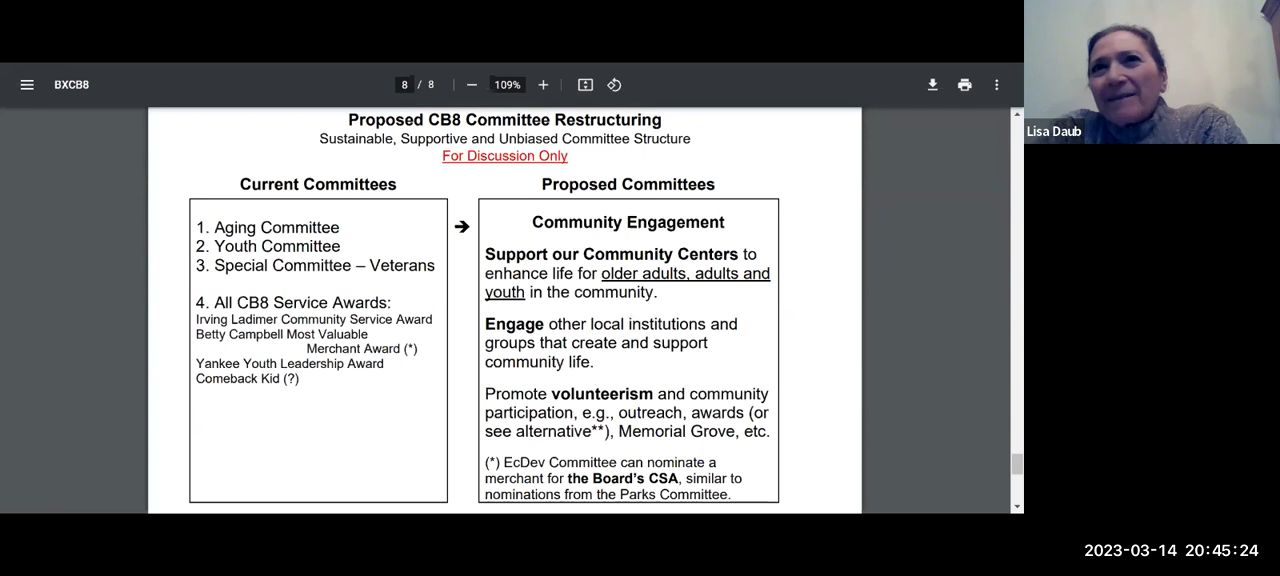 BXCB8
8 / 8
109%
Lisa Daub
Proposed CB8 Committee Restructuring
Sustainable, Supportive and Unbiased Committee Structure
For Discussion Only
Current Committees
1. Aging Committee
2. Youth Committee
3. Special Committee – Veterans
4. All CB8 Service Awards:
Irving Ladimer Community Service Award
Betty Campbell Most Valuable
Merchant Award (*)
Yankee Youth Leadership Award
Comeback Kid (?)
➔
Proposed Committees
Community Engagement
Support our Community Centers to
enhance life for older adults, adults and
youth in the community.
Engage other local institutions and
groups that create and support
community life.
Promote volunteerism and community
participation, e.g., outreach, awards (or
see alternative**), Memorial Grove, etc.
(*) EcDev Committee can nominate a
merchant for the Board's CSA, similar to
nominations from the Parks Committee.
2023-03-14 20:45:24